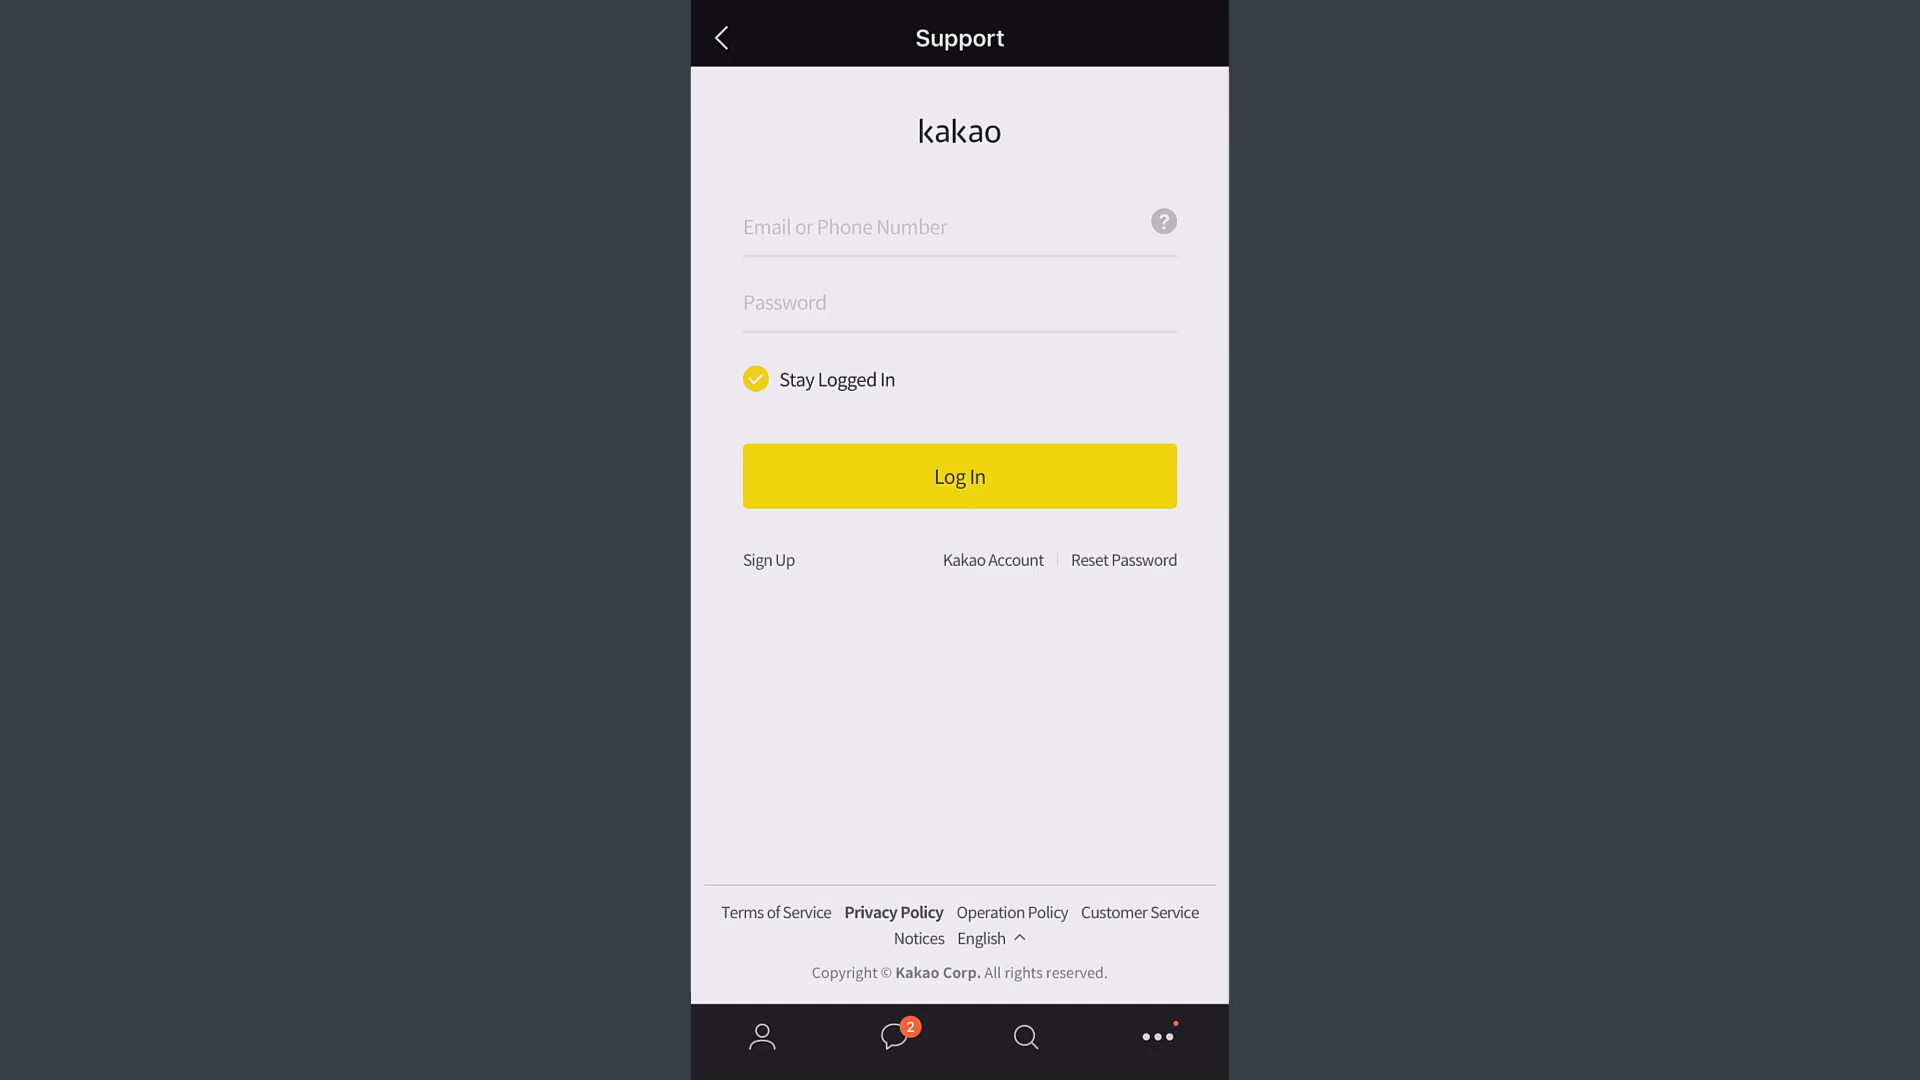 Support
kakao
Email or Phone Number ?
Password
Stay Logged In
Log In
Sign Up Kakao Account Reset Password
Terms of Service Privacy Policy Operation Policy Customer Service
Notices English
Copyright © Kakao Corp. All rights reserved.
2